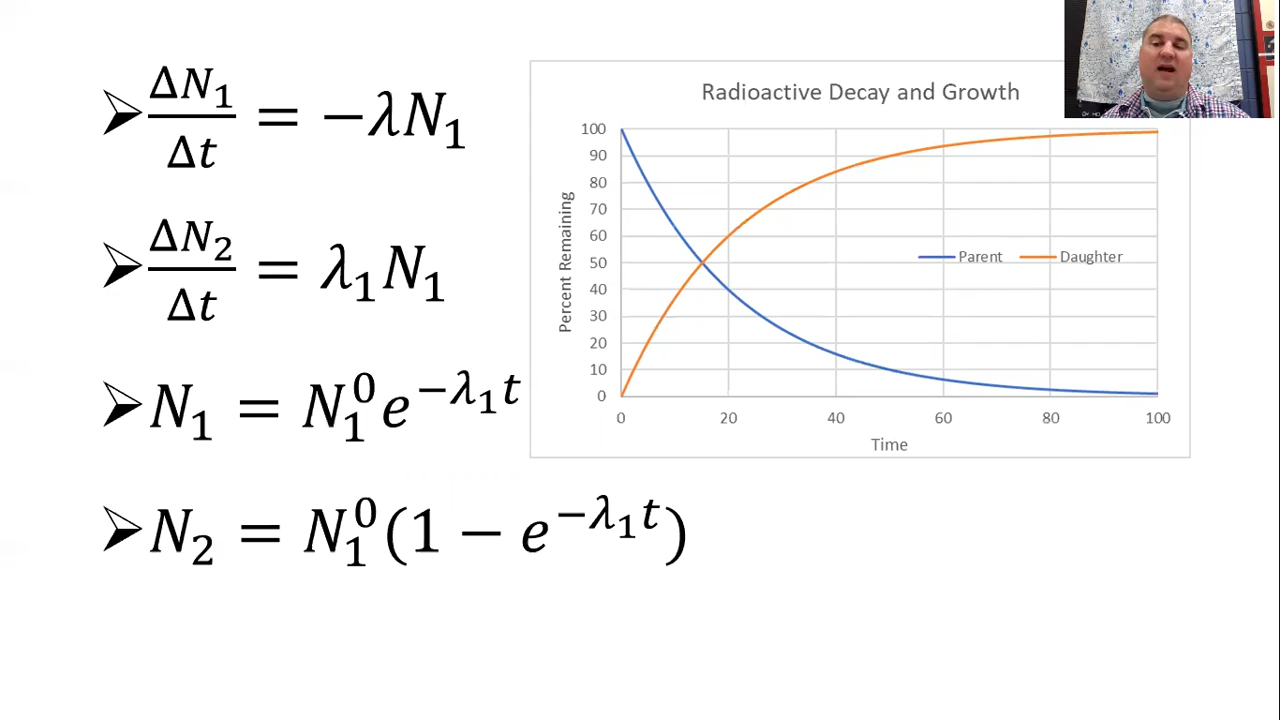 ➢ΔN₁/Δt = −λN₁
➢ΔN₂/Δt = λ₁N₁
➢N₁ = N₁⁰e^(−λ₁t)
➢N₂ = N₁⁰(1 − e^(−λ₁t))
Radioactive Decay and Growth
100
90
80
70
60
50
40
30
20
10
0
Percent Remaining
Parent Daughter
0 20 40 60 80 100
Time